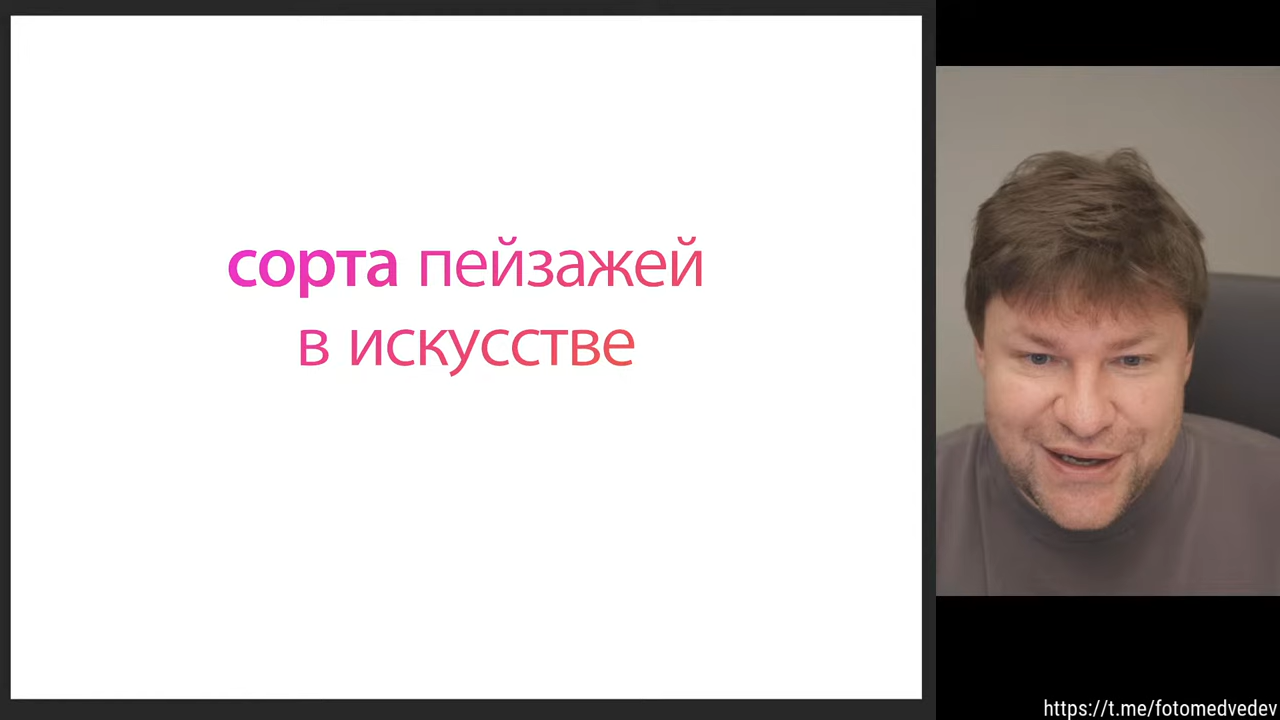 сорта пейзажей
в искусстве
https://t.me/fotomedvedev